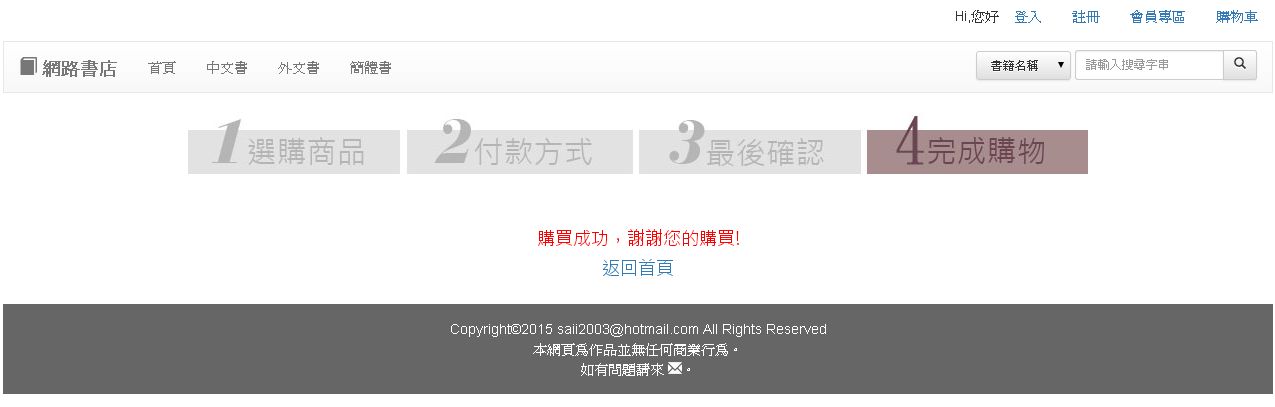 Hi,您好 登入 註冊 會員專區 購物車
網路書店 首頁 中文書 外文書 簡體書 書籍名稱 請輸入搜尋字串
1 選購商品 2 付款方式 3 最後確認 4 完成購物
購買成功，謝謝您的購買!
返回首頁
Copyright©2015 saii2003@hotmail.com All Rights Reserved
本網頁為作品並無任何商業行為。
如有問題請來 。